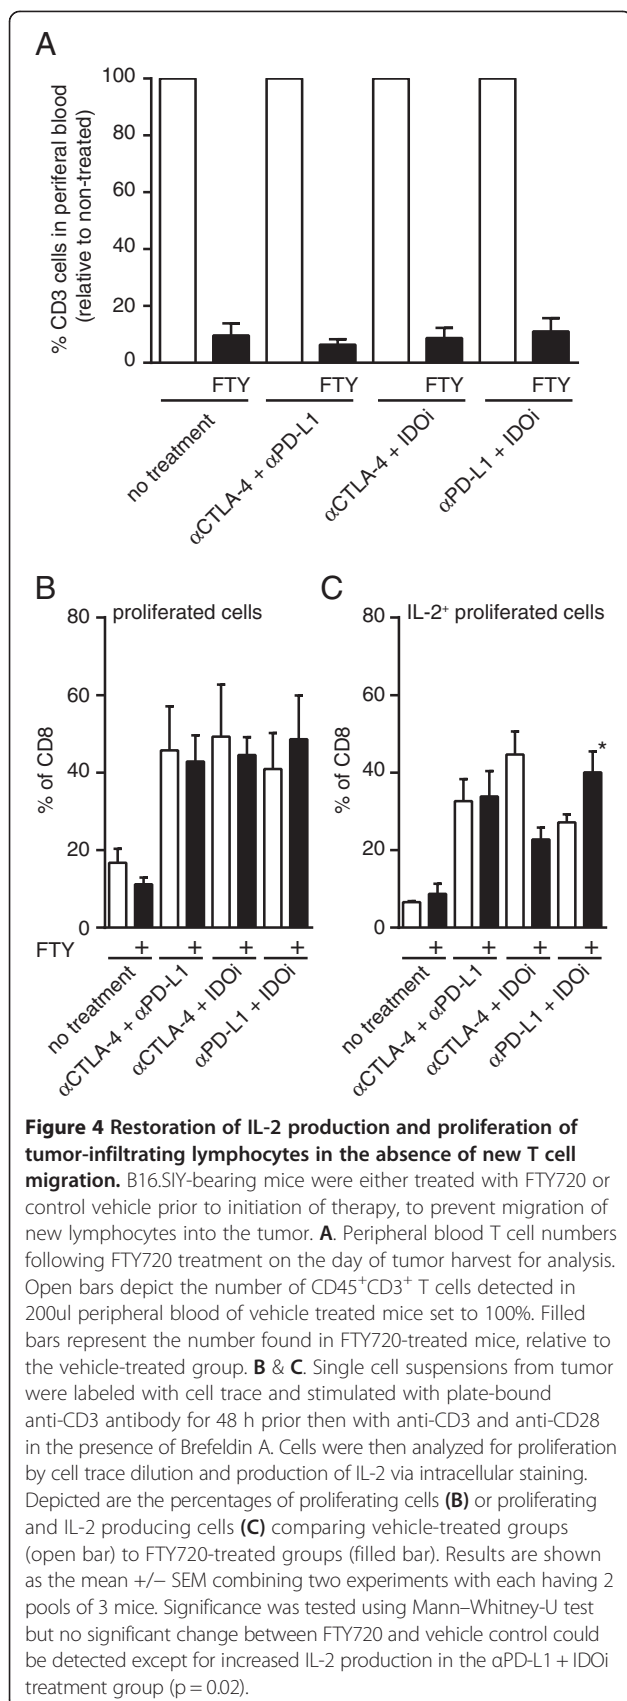 A
% CD3 cells in periferal blood
(relative to non-treated)
100
80
60
40
20
0
FTY FTY FTY FTY
no treatment
αCTLA-4 + αPD-L1
αCTLA-4 + IDOi
αPD-L1 + IDOi
B
proliferated cells
% of CD8
80
60
40
20
0
FTY + + + +
no treatment
αCTLA-4 + αPD-L1
αCTLA-4 + IDOi
αPD-L1 + IDOi
C
IL-2⁺ proliferated cells
% of CD8
80
60
40
20
0
*
+ + + +
no treatment
αCTLA-4 + αPD-L1
αCTLA-4 + IDOi
αPD-L1 + IDOi
Figure 4 Restoration of IL-2 production and proliferation of
tumor-infiltrating lymphocytes in the absence of new T cell
migration. B16.SIY-bearing mice were either treated with FTY720 or
control vehicle prior to initiation of therapy, to prevent migration of
new lymphocytes into the tumor. A. Peripheral blood T cell numbers
following FTY720 treatment on the day of tumor harvest for analysis.
Open bars depict the number of CD45⁺CD3⁺ T cells detected in
200ul peripheral blood of vehicle treated mice set to 100%. Filled
bars represent the number found in FTY720-treated mice, relative to
the vehicle-treated group. B & C. Single cell suspensions from tumor
were labeled with cell trace and stimulated with plate-bound
anti-CD3 antibody for 48 h prior then with anti-CD3 and anti-CD28
in the presence of Brefeldin A. Cells were then analyzed for proliferation
by cell trace dilution and production of IL-2 via intracellular staining.
Depicted are the percentages of proliferating cells (B) or proliferating
and IL-2 producing cells (C) comparing vehicle-treated groups
(open bar) to FTY720-treated groups (filled bar). Results are shown
as the mean +/− SEM combining two experiments with each having 2
pools of 3 mice. Significance was tested using Mann–Whitney-U test
but no significant change between FTY720 and vehicle control could
be detected except for increased IL-2 production in the αPD-L1 + IDOi
treatment group (p = 0.02).